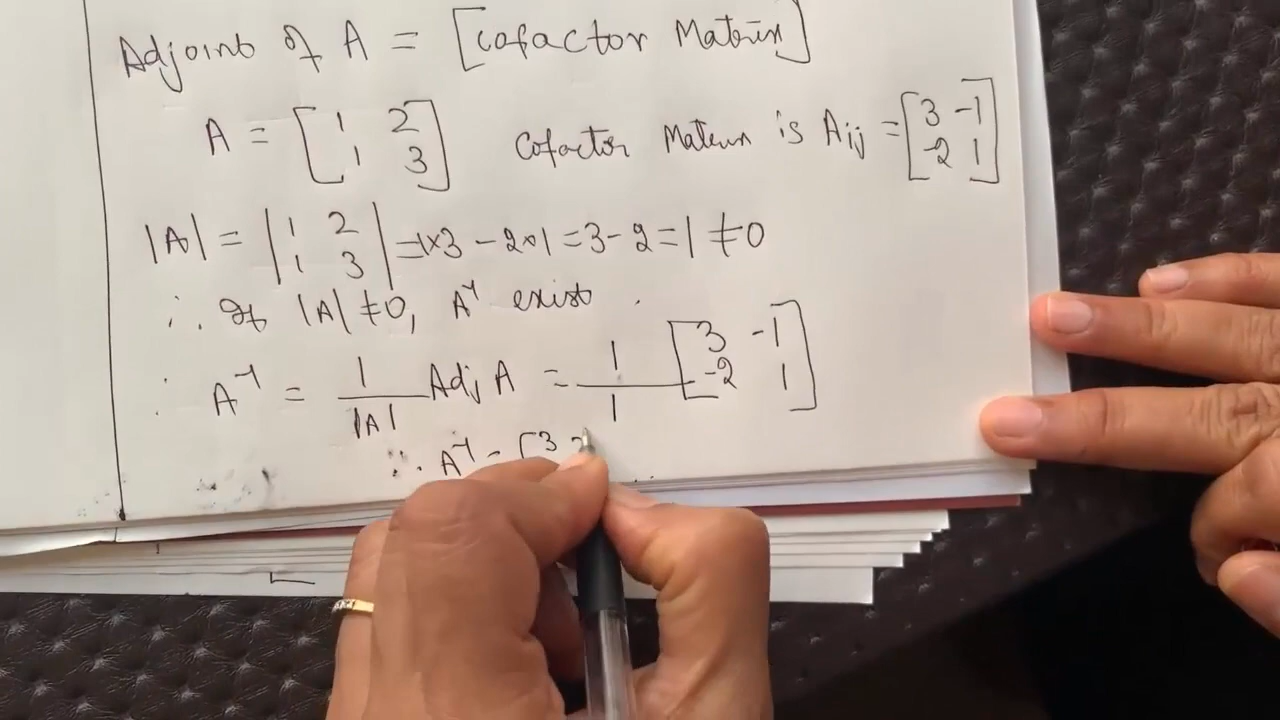 Adjoint of A = [Cofactor Matrix]
A = [1 2; 1 3] Cofactor Matrix is Aij = [3 -1; -2 1]
|A| = |1 2; 1 3| = 1×3 - 2×1 = 3 - 2 = 1 ≠ 0
∴ If |A| ≠ 0, A⁻¹ exist .
∴ A⁻¹ = 1/|A| Adj A = 1/1 [3 -1; -2 1]
∴ A⁻¹ = [3